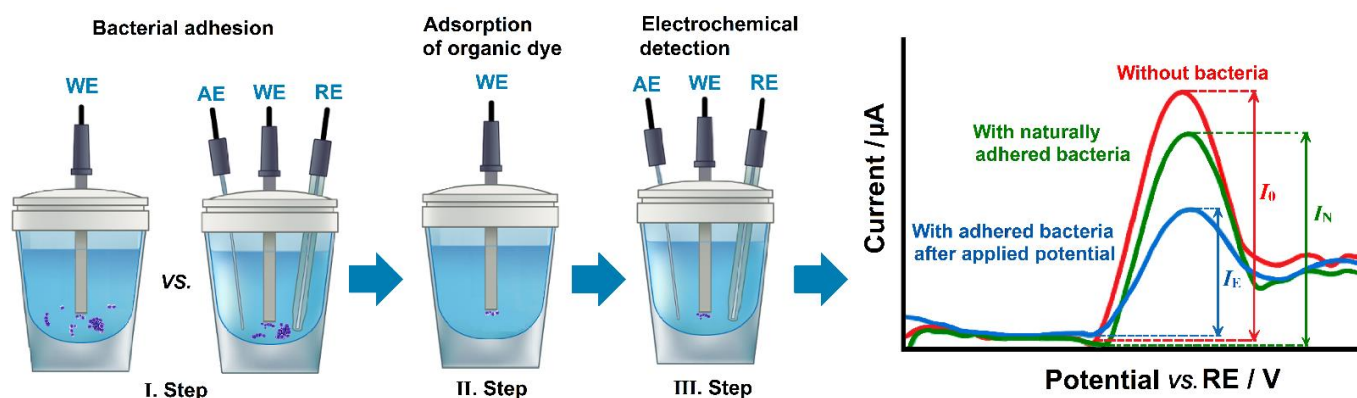 Bacterial adhesion
WE
AE WE RE
VS.
I. Step
Adsorption
of organic dye
WE
II. Step
Electrochemical
detection
AE WE RE
III. Step
Current /µA
Without bacteria
With naturally
adhered bacteria
With adhered bacteria
after applied potential
I0
IN
IE
Potential vs. RE / V